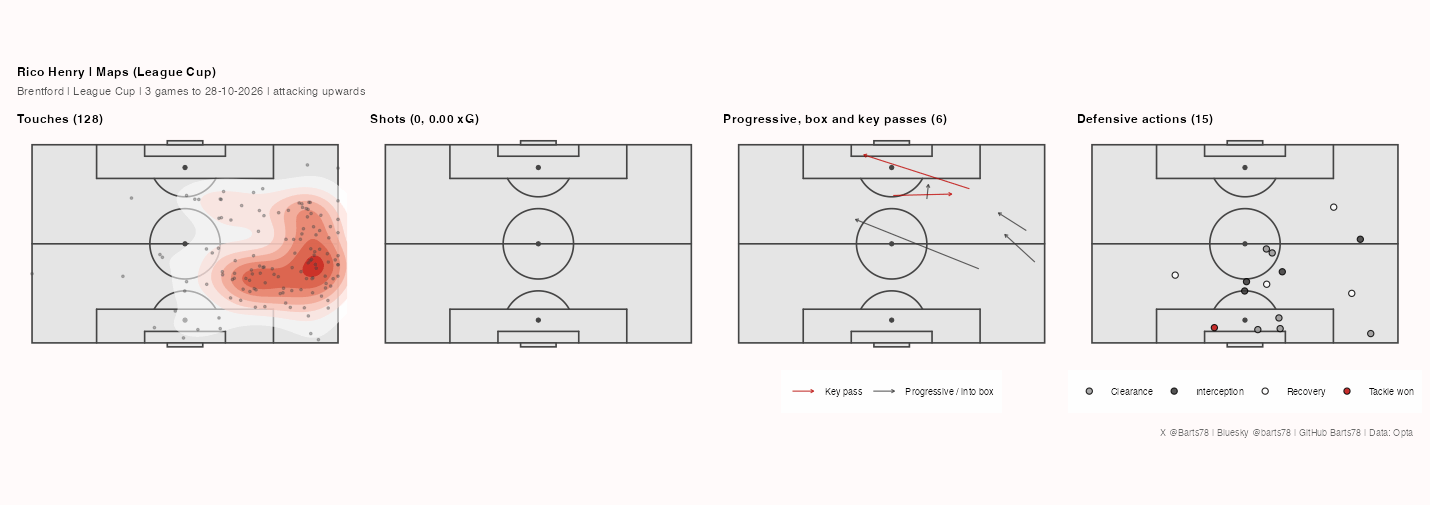 Rico Henry | Maps (League Cup)
Brentford | League Cup | 3 games to 28-10-2026 | attacking upwards
Touches (128)
Shots (0, 0.00 xG)
Progressive, box and key passes (6)
Defensive actions (15)
Key pass
Progressive / into box
Clearance
Interception
Recovery
Tackle won
X @Barts78 | Bluesky @barts78 | GitHub Barts78 | Data: Opta